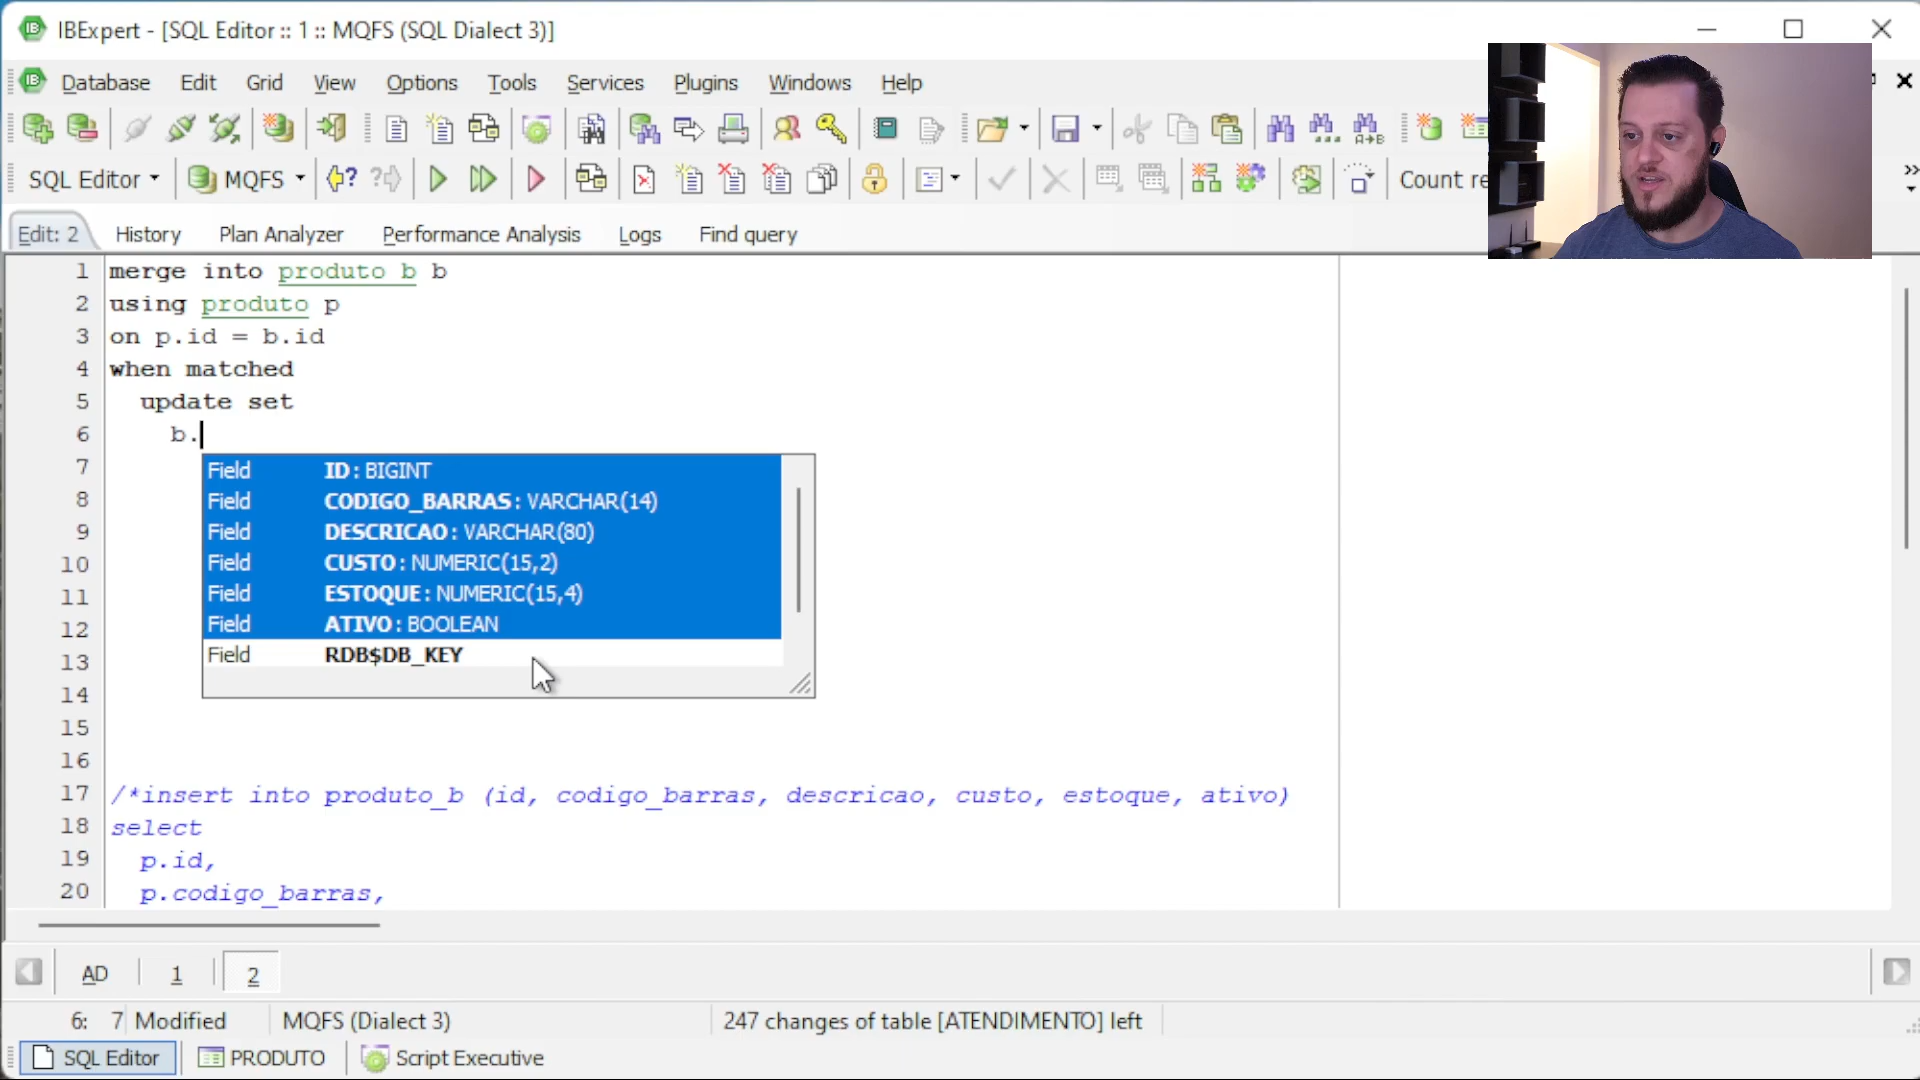 IBExpert - [SQL Editor :: 1 :: MQFS (SQL Dialect 3)]
Database Edit Grid View Options Tools Services Plugins Windows Help
SQL Editor MQFS Count re
Edit: 2 History Plan Analyzer Performance Analysis Logs Find query
1 merge into produto_b b
2 using produto p
3 on p.id = b.id
4 when matched
5 update set
6 b.
7
Field ID : BIGINT
8
Field CODIGO_BARRAS : VARCHAR(14)
9
Field DESCRICAO : VARCHAR(80)
10
Field CUSTO : NUMERIC(15,2)
11
Field ESTOQUE : NUMERIC(15,4)
12
Field ATIVO : BOOLEAN
13
Field RDB$DB_KEY
14
15
16
17 /*insert into produto_b (id, codigo_barras, descricao, custo, estoque, ativo)
18 select
19 p.id,
20 p.codigo_barras,
AD 1 2
6: 7 Modified MQFS (Dialect 3) 247 changes of table [ATENDIMENTO] left
SQL Editor PRODUTO Script Executive